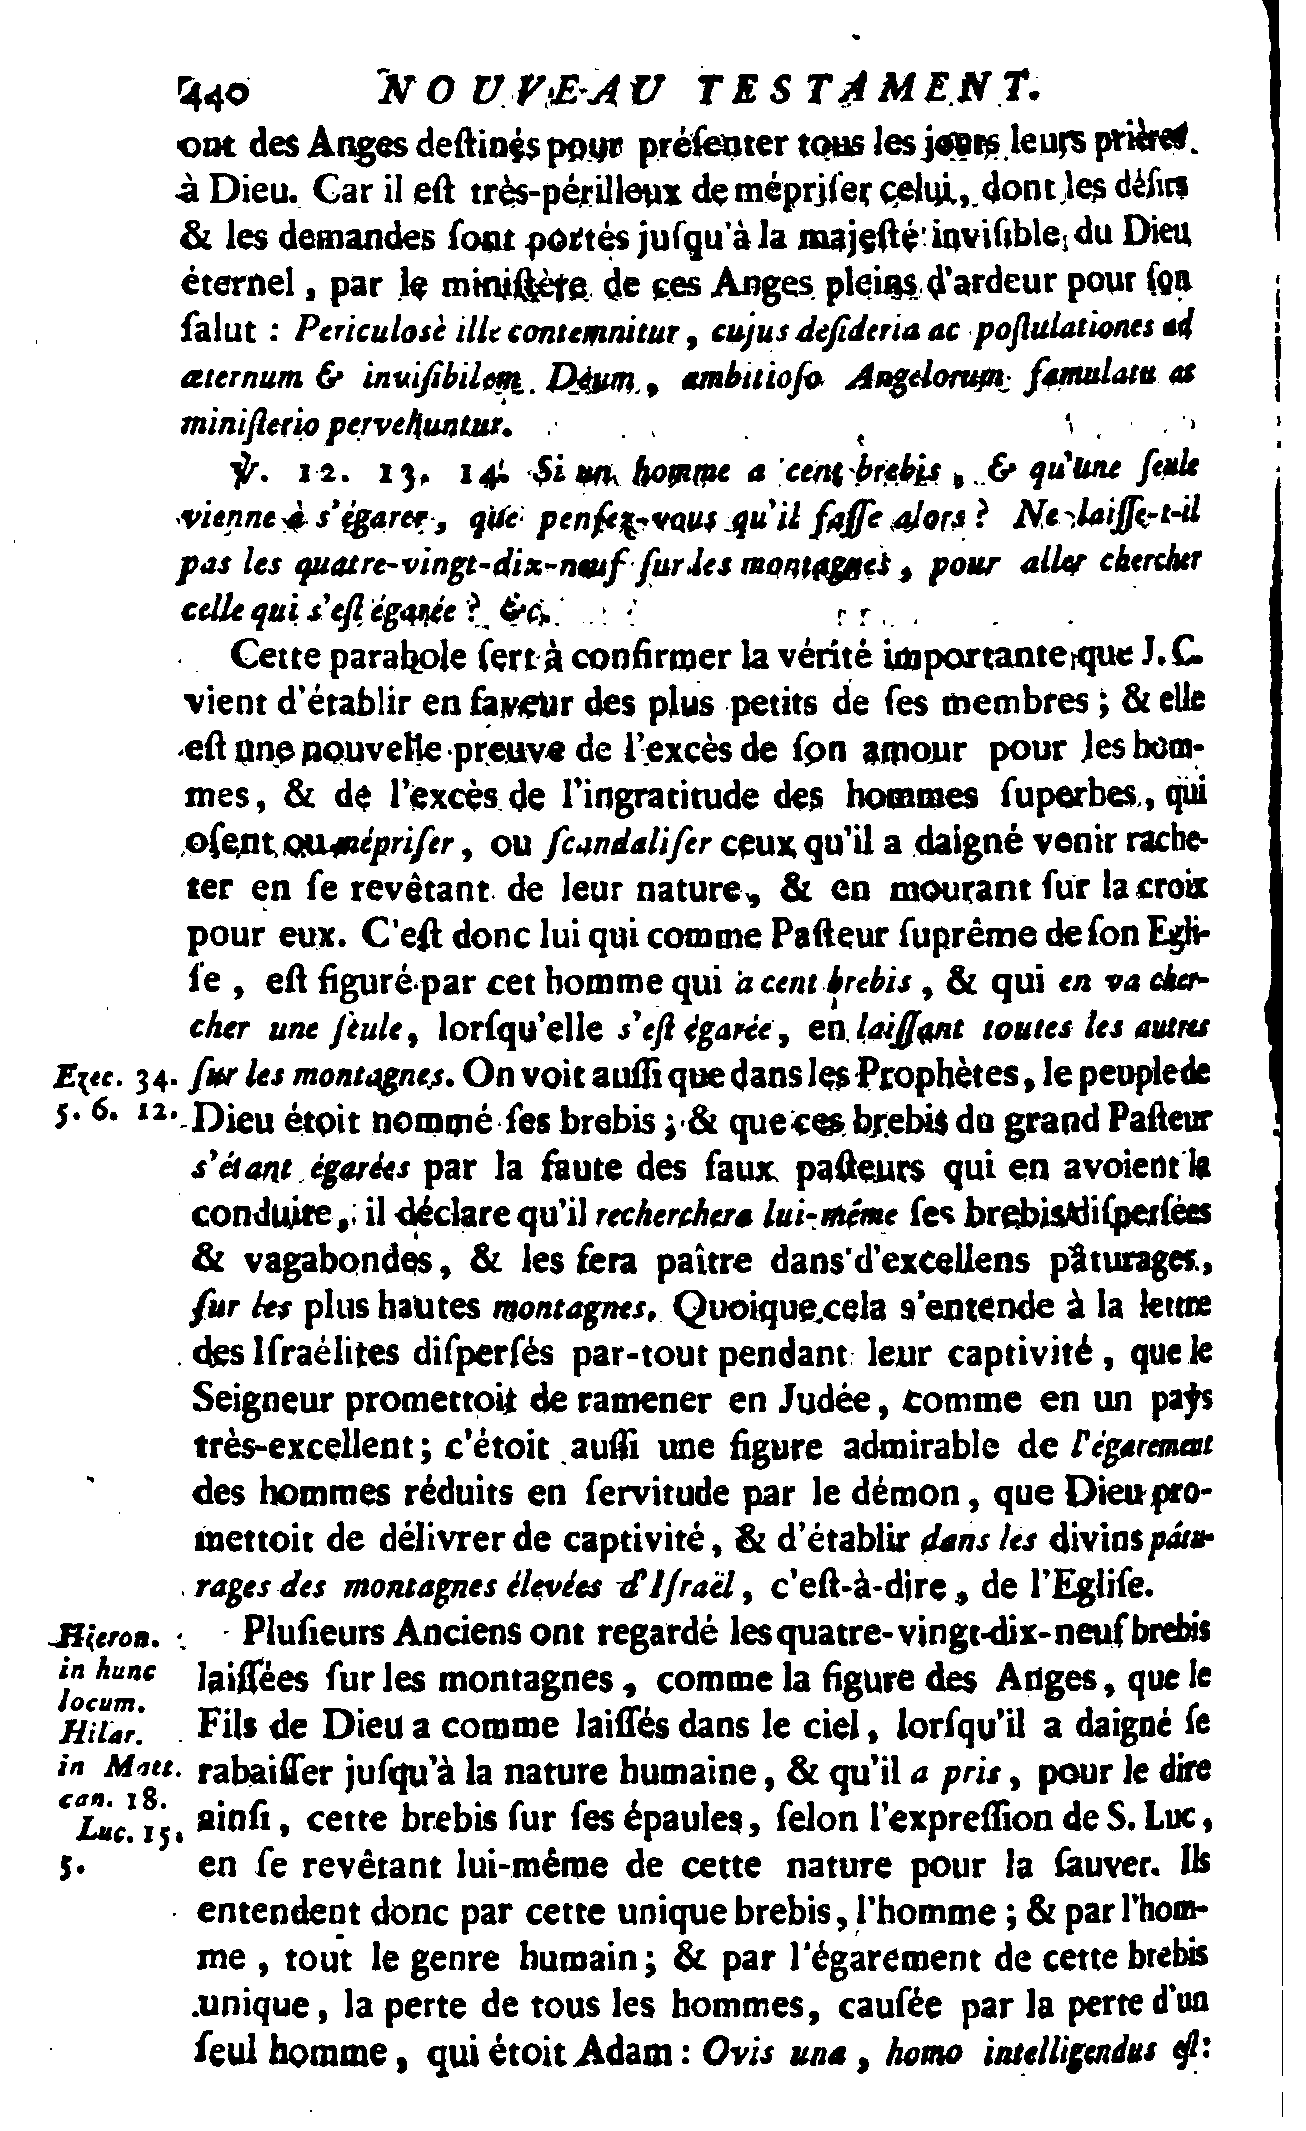 440 NOUVEAU TESTAMENT.
ont des Anges deſtinés pour préſenter tous les jours leurs prières
à Dieu. Car il eſt très-périlleux de mépriſer celui, dont les déſirs
& les demandes ſont portés juſqu'à la majeſté inviſible du Dieu
éternel, par le miniſtère de ces Anges pleins d'ardeur pour ſon
ſalut : Periculosè ille contemnitur, cujus deſideria ac poſtulationes ad
æternum & inviſibilem Deum, ambitioſo Angelorum famulatu ac
miniſterio pervehuntur.
℣. 12. 13. 14. Si un homme a cent brebis, & qu'une ſeule
vienne à s'égarer, que penſez-vous qu'il faſſe alors ? Ne laiſſe-t-il
pas les quatre-vingt-dix-neuf ſur les montagnes, pour aller chercher
celle qui s'eſt égarée ? &c.
Cette parabole ſert à confirmer la vérité importante que J. C.
vient d'établir en faveur des plus petits de ſes membres ; & elle
eſt une nouvelle preuve de l'excès de ſon amour pour les hom-
mes, & de l'excès de l'ingratitude des hommes ſuperbes, qui
oſent ou mépriſer, ou ſcandaliſer ceux qu'il a daigné venir rache-
ter en ſe revêtant de leur nature, & en mourant ſur la croix
pour eux. C'eſt donc lui qui comme Paſteur ſuprême de ſon Egli-
ſe, eſt figuré par cet homme qui a cent brebis, & qui en va cher-
cher une ſeule, lorſqu'elle s'eſt égarée, en laiſſant toutes les autres
Ezec. 34. ſur les montagnes. On voit auſſi que dans les Prophètes, le peuple de
5. 6. 12. Dieu étoit nommé ſes brebis ; & que ces brebis du grand Paſteur
s'étant égarées par la faute des faux paſteurs qui en avoient la
conduite, il déclare qu'il recherchera lui-même ſes brebis diſperſées
& vagabondes, & les fera paître dans d'excellens pâturages,
ſur les plus hautes montagnes. Quoique cela s'entende à la lettre
des Iſraélites diſperſés par-tout pendant leur captivité, que le
Seigneur promettoit de ramener en Judée, comme en un pays
très-excellent ; c'étoit auſſi une figure admirable de l'égarement
des hommes réduits en ſervitude par le démon, que Dieu pro-
mettoit de délivrer de captivité, & d'établir dans les divins pâtu-
rages des montagnes élevées d'Iſraël, c'eſt-à-dire, de l'Egliſe.
Hieron. Pluſieurs Anciens ont regardé les quatre-vingt-dix-neuf brebis
in hunc laiſſées ſur les montagnes, comme la figure des Anges, que le
locum.
Hilar. Fils de Dieu a comme laiſſés dans le ciel, lorſqu'il a daigné ſe
in Matt. rabaiſſer juſqu'à la nature humaine, & qu'il a pris, pour le dire
can. 18.
Luc. 15. ainſi, cette brebis ſur ſes épaules, ſelon l'expreſſion de S. Luc,
5. en ſe revêtant lui-même de cette nature pour la ſauver. Ils
entendent donc par cette unique brebis, l'homme ; & par l'hom-
me, tout le genre humain ; & par l'égarement de cette brebis
unique, la perte de tous les hommes, cauſée par la perte d'un
ſeul homme, qui étoit Adam : Ovis una, homo intelligendus eſt :